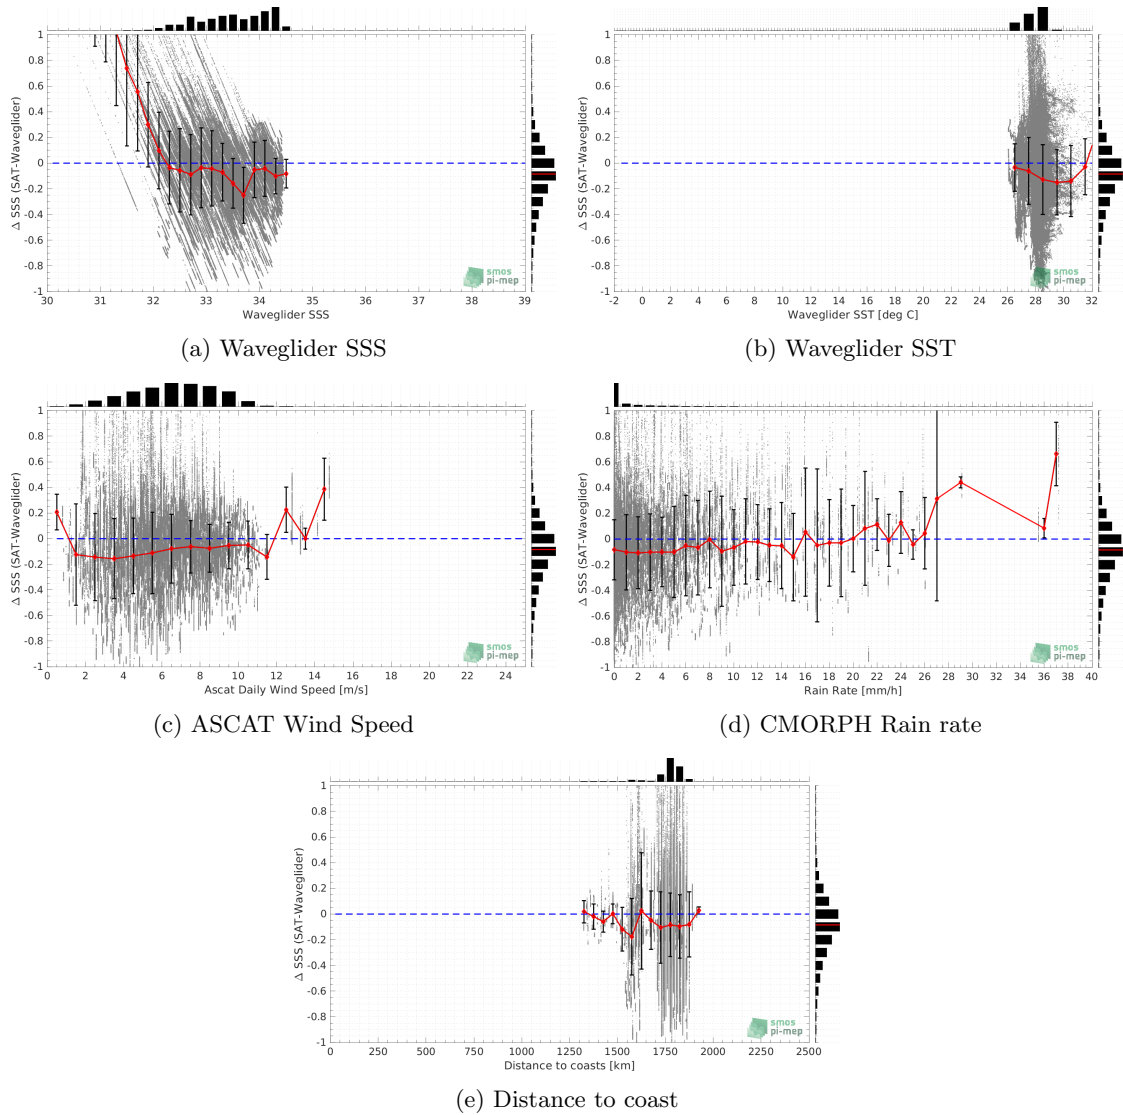 1
0.8
0.6
0.4
0.2
0
-0.2
-0.4
-0.6
-0.8
-1
Δ SSS (SAT-Waveglider)
30 31 32 33 34 35 36 37 38 39
Waveglider SSS
smos
pi-mep
(a) Waveglider SSS
1
0.8
0.6
0.4
0.2
0
-0.2
-0.4
-0.6
-0.8
-1
Δ SSS (SAT-Waveglider)
-2 0 2 4 6 8 10 12 14 16 18 20 22 24 26 28 30 32
Waveglider SST [deg C]
smos
pi-mep
(b) Waveglider SST
1
0.8
0.6
0.4
0.2
0
-0.2
-0.4
-0.6
-0.8
-1
Δ SSS (SAT-Waveglider)
0 2 4 6 8 10 12 14 16 18 20 22 24
Ascat Daily Wind Speed [m/s]
smos
pi-mep
(c) ASCAT Wind Speed
1
0.8
0.6
0.4
0.2
0
-0.2
-0.4
-0.6
-0.8
-1
Δ SSS (SAT-Waveglider)
0 2 4 6 8 10 12 14 16 18 20 22 24 26 28 30 32 34 36 38 40
Rain Rate [mm/h]
smos
pi-mep
(d) CMORPH Rain rate
1
0.8
0.6
0.4
0.2
0
-0.2
-0.4
-0.6
-0.8
-1
Δ SSS (SAT-Waveglider)
0 250 500 750 1000 1250 1500 1750 2000 2250 2500
Distance to coasts [km]
smos
pi-mep
(e) Distance to coast